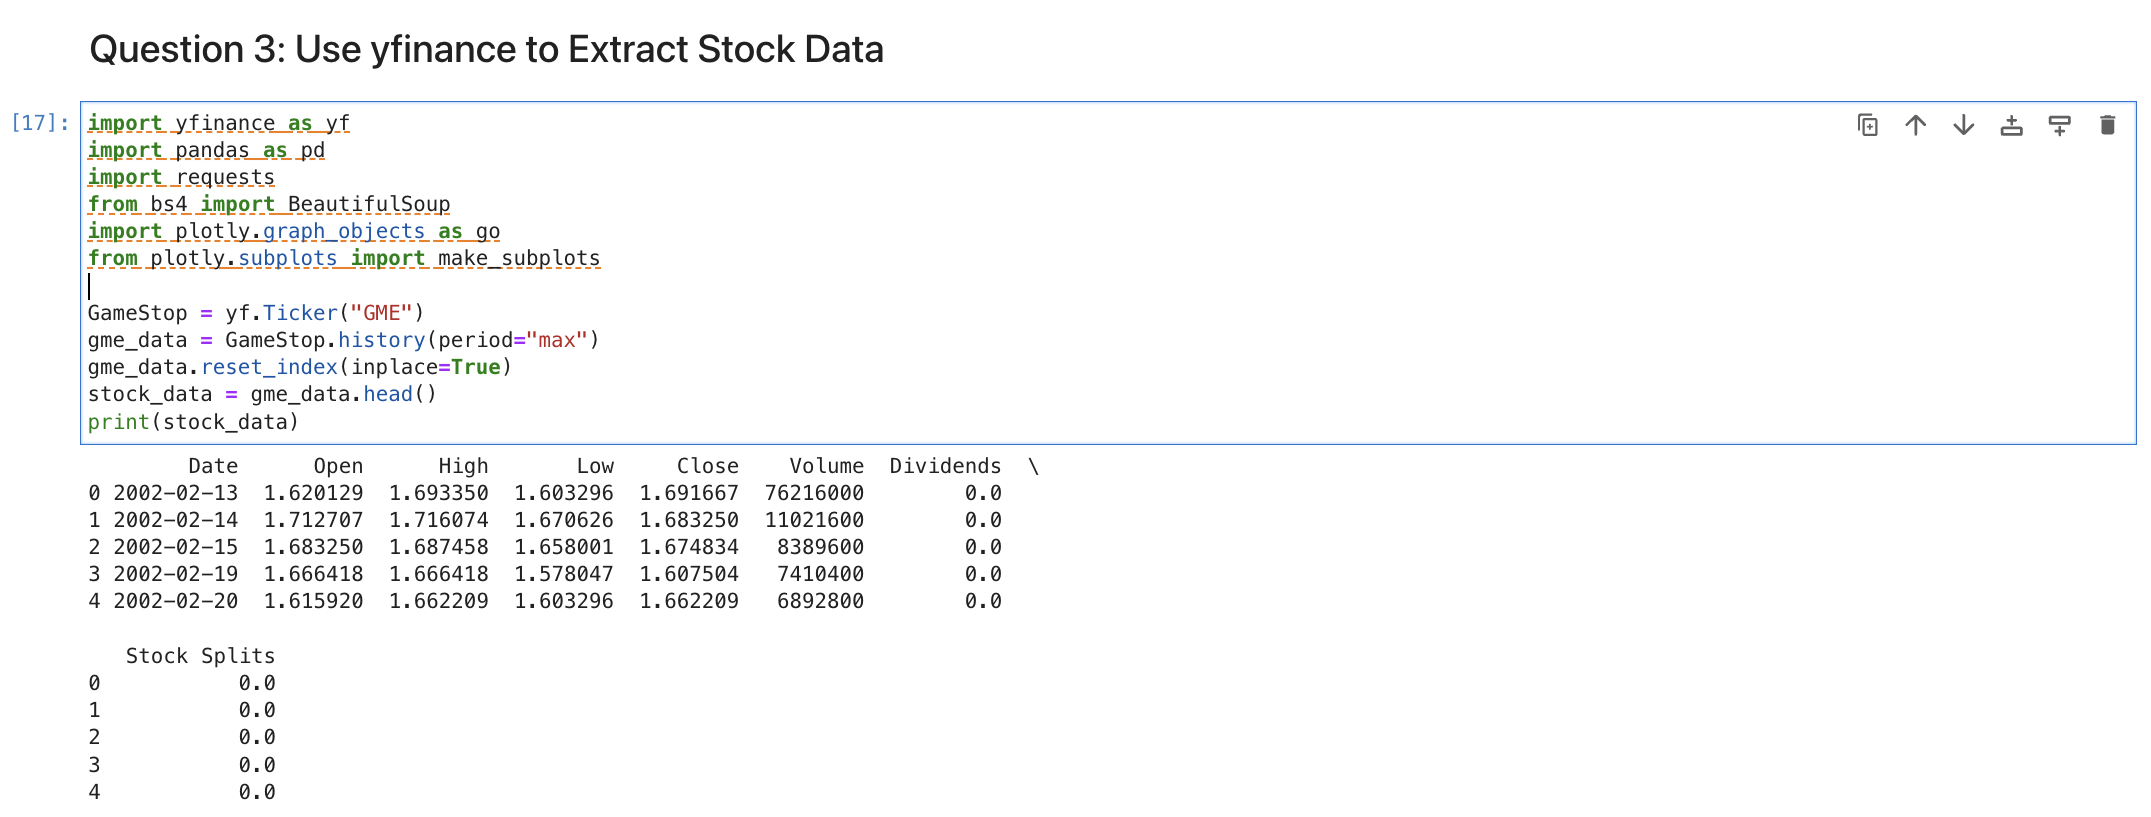 Question 3: Use yfinance to Extract Stock Data
[17]:
import yfinance as yf
import pandas as pd
import requests
from bs4 import BeautifulSoup
import plotly.graph_objects as go
from plotly.subplots import make_subplots
GameStop = yf.Ticker("GME")
gme_data = GameStop.history(period="max")
gme_data.reset_index(inplace=True)
stock_data = gme_data.head()
print(stock_data)
        Date      Open      High       Low     Close    Volume  Dividends  \
0 2002-02-13  1.620129  1.693350  1.603296  1.691667  76216000        0.0
1 2002-02-14  1.712707  1.716074  1.670626  1.683250  11021600        0.0
2 2002-02-15  1.683250  1.687458  1.658001  1.674834   8389600        0.0
3 2002-02-19  1.666418  1.666418  1.578047  1.607504   7410400        0.0
4 2002-02-20  1.615920  1.662209  1.603296  1.662209   6892800        0.0
   Stock Splits
0           0.0
1           0.0
2           0.0
3           0.0
4           0.0